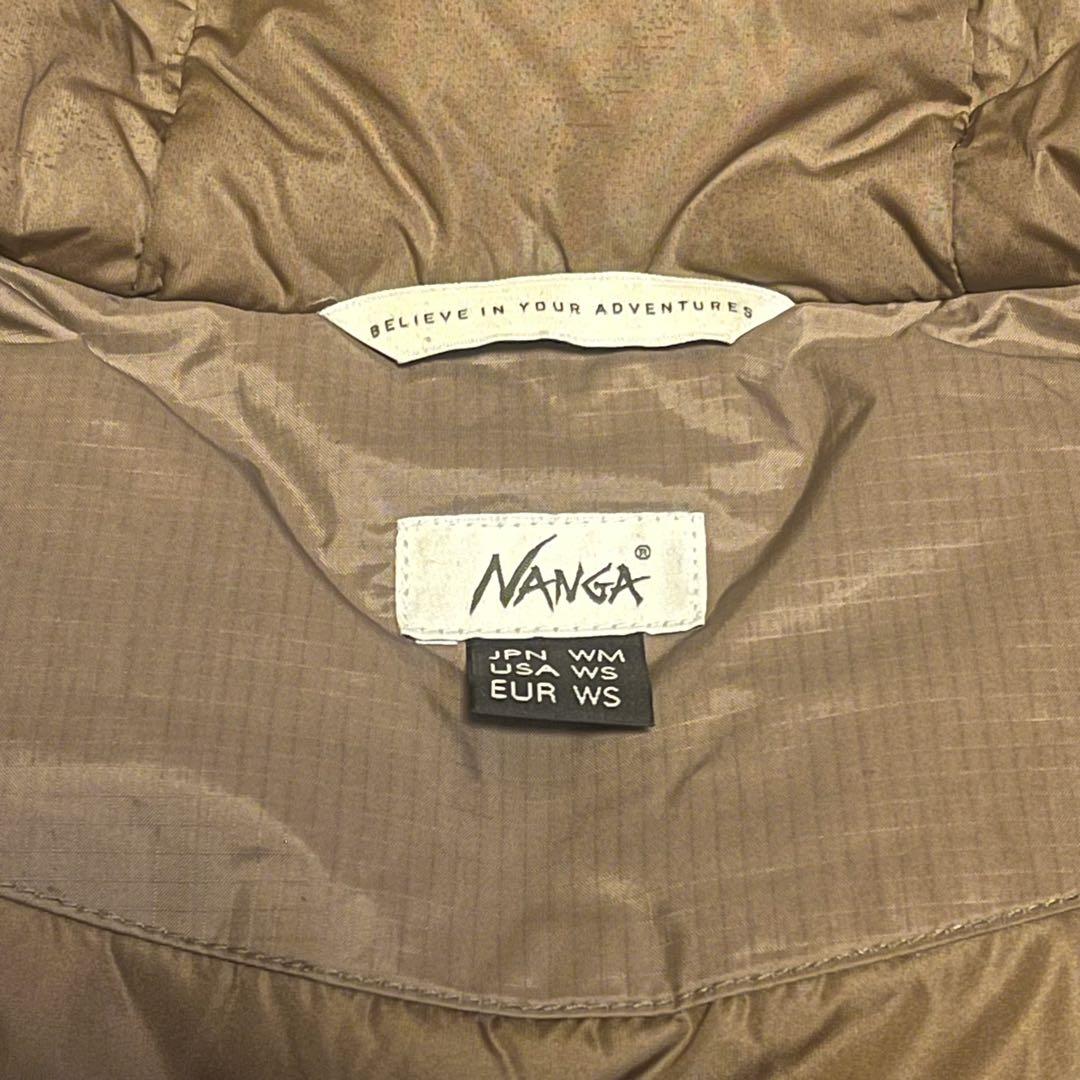 BELIEVE IN YOUR ADVENTURES
NANGA®
JPN WM
USA WS
EUR WS